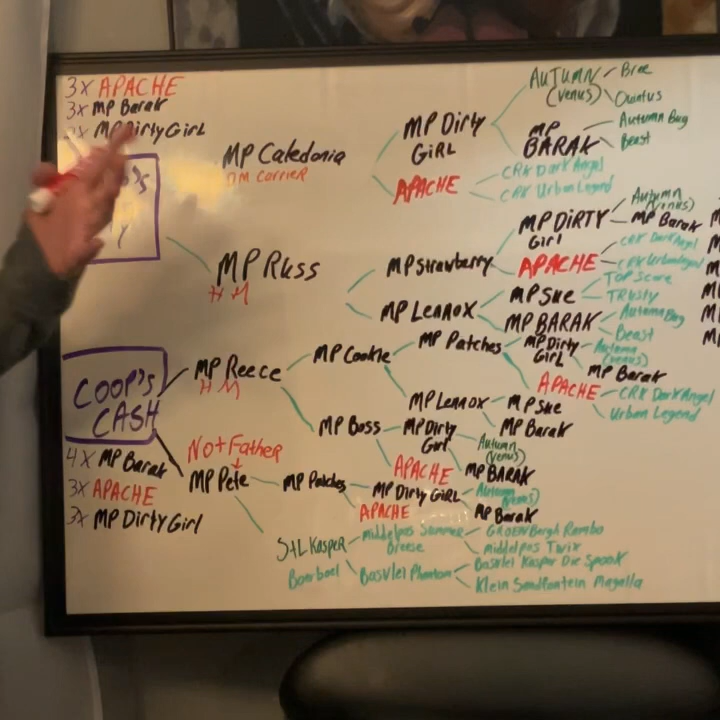 3x APACHE
3x MP Barak
MP Dirty Girl
MP Caledonia
DM Carrier
MP Dirty
GiRL
APACHE
AUTUMN
(venus)
Bree
Quintus
MP
BARAK
Autumn Bug
Beast
CRK Dark Angel
CRK Urban Legend
MP Russ
H M
MP Strawberry
MP DIRTY
Girl
Autumn
(venus)
MP Barak
APACHE
CRK Dark Angel
CRK Urban Legend
MP LENNOX
MP Sue
TOP Score
TRusty
MP BARAK
Autumn Bug
Beast
COOP'S
CASH
MP Reece
H M
MP Cookie
MP Patches
MP Dirty
GiRL
Autumn
(venus)
MP Barak
APACHE
CRK Dark Angel
Urban Legend
MP LENNOX
MP Sue
MP Barak
MP Boss
MP Dirty
Girl
Autumn
(venus)
MP BARAK
APACHE
4x MP Barak
3x APACHE
3x MP Dirty Girl
Not Father
MP Pete
MP Patches
MP Dirty GIRL
Autumn
(venus)
MP Barak
APACHE
StL Kasper
Boerboel
Middelpos Summer
Breese
GROENBergh Rambo
middelpos Twix
Basvlei Phantom
Basvlei Kasper Die Spook
Klein Sandfontein Magalla